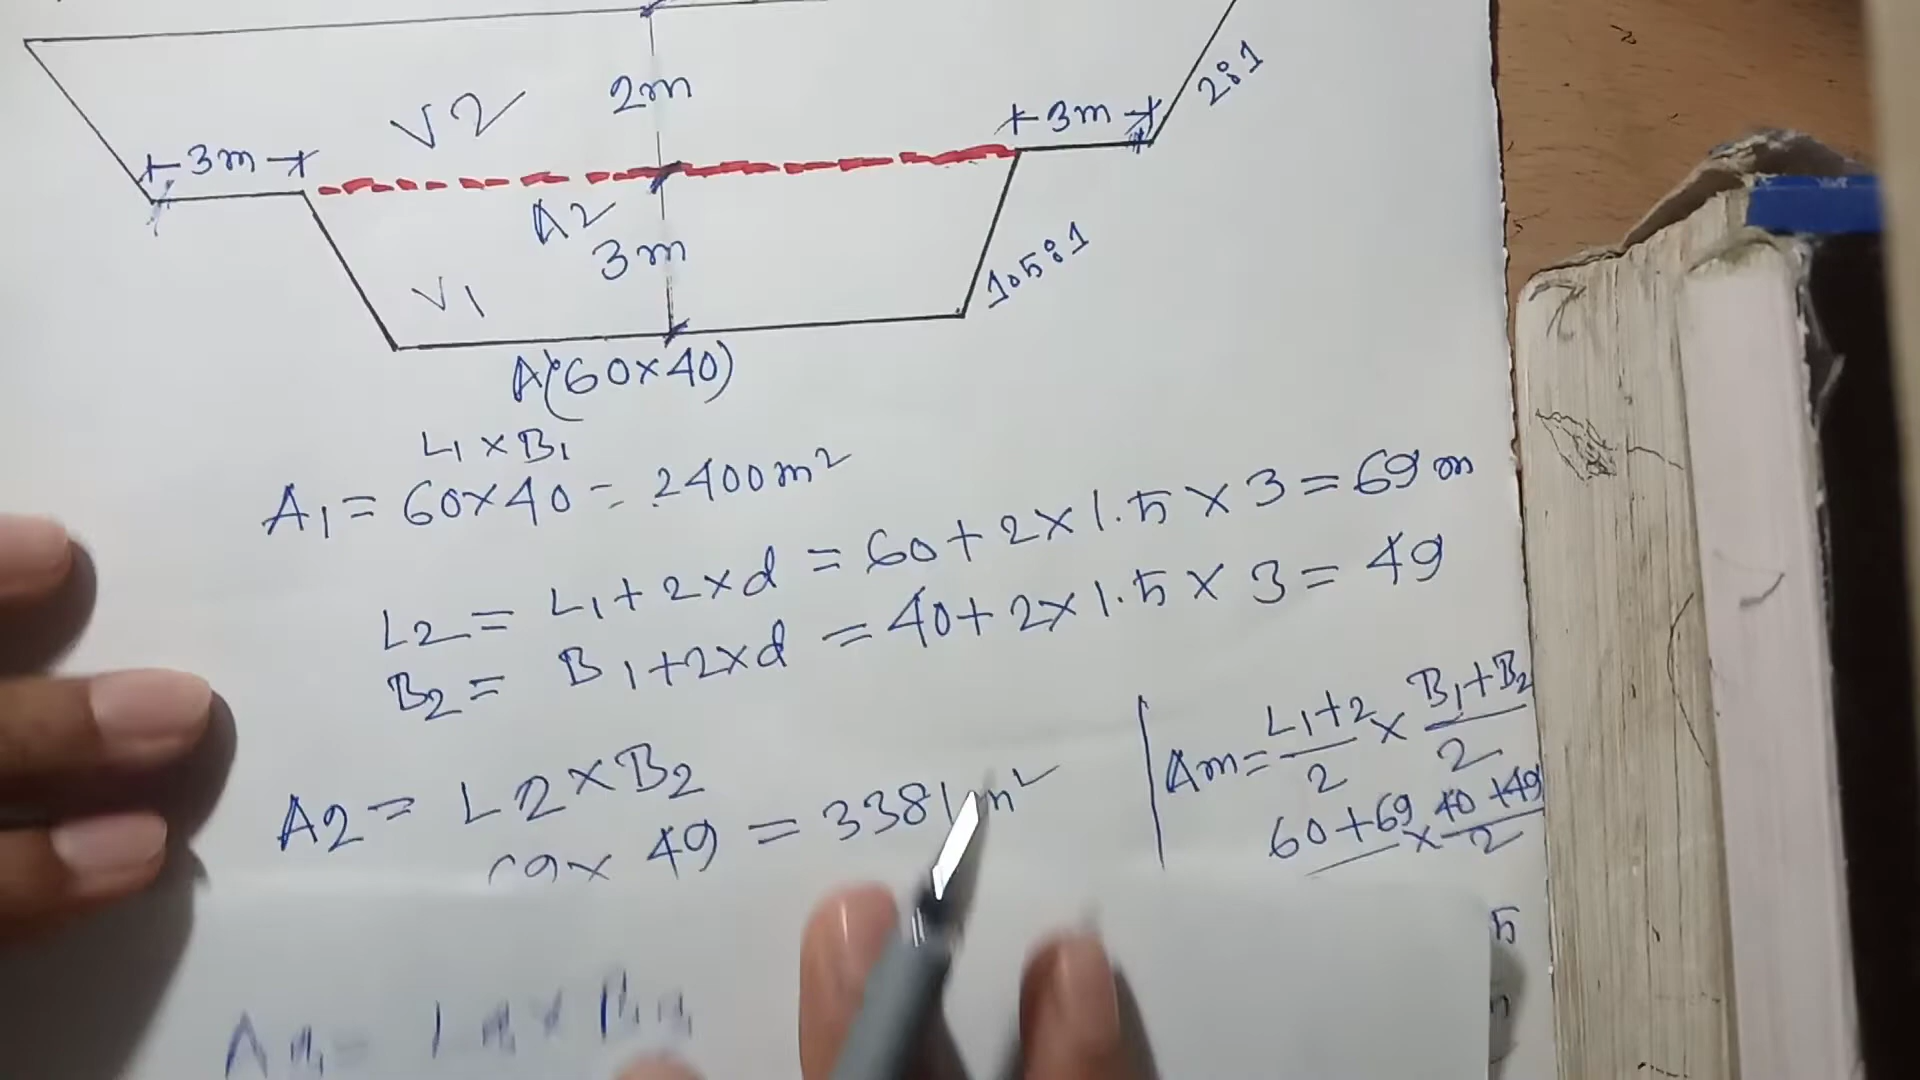 2m
V2
3m
3m
2:1
A2
3m
1.5:1
V1
A(60×40)
L1 × B1
A1 = 60×40 = 2400m²
L2 = L1 + 2×d = 60 + 2×1.5×3 = 69m
B2 = B1 + 2×d = 40 + 2×1.5×3 = 49
A2 = L2 × B2
69× 49 = 3381m²
Am = L1+2/2 × B1+B2/2
60+69 × 40+49/2
5